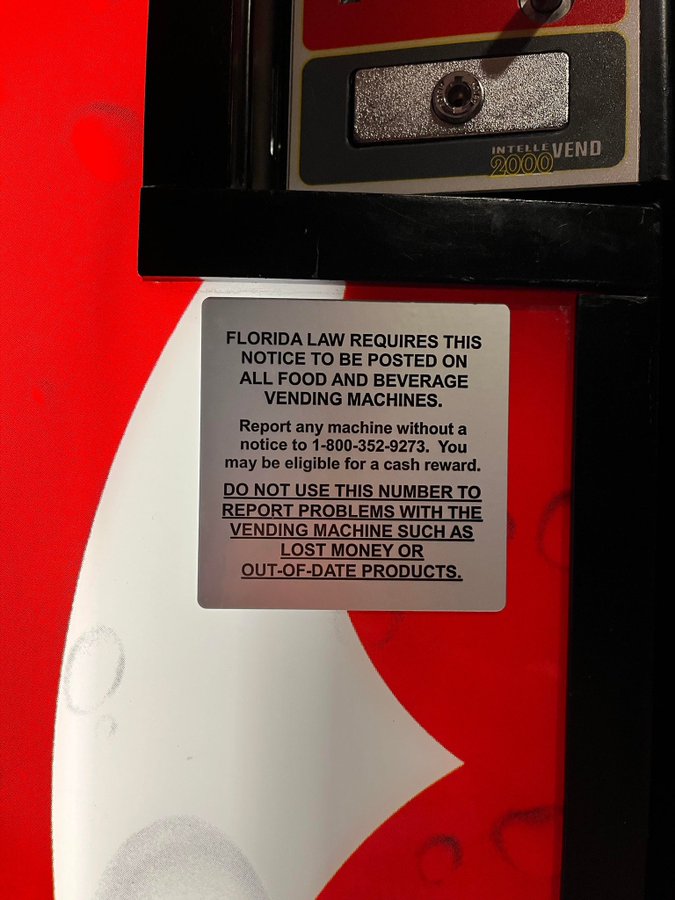 INTELLE VEND
2000
FLORIDA LAW REQUIRES THIS
NOTICE TO BE POSTED ON
ALL FOOD AND BEVERAGE
VENDING MACHINES.
Report any machine without a
notice to 1-800-352-9273. You
may be eligible for a cash reward.
DO NOT USE THIS NUMBER TO
REPORT PROBLEMS WITH THE
VENDING MACHINE SUCH AS
LOST MONEY OR
OUT-OF-DATE PRODUCTS.